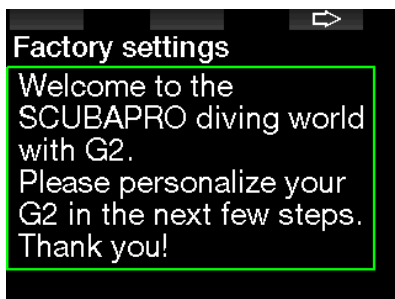 Factory settings
Welcome to the
SCUBAPRO diving world
with G2.
Please personalize your
G2 in the next few steps.
Thank you!